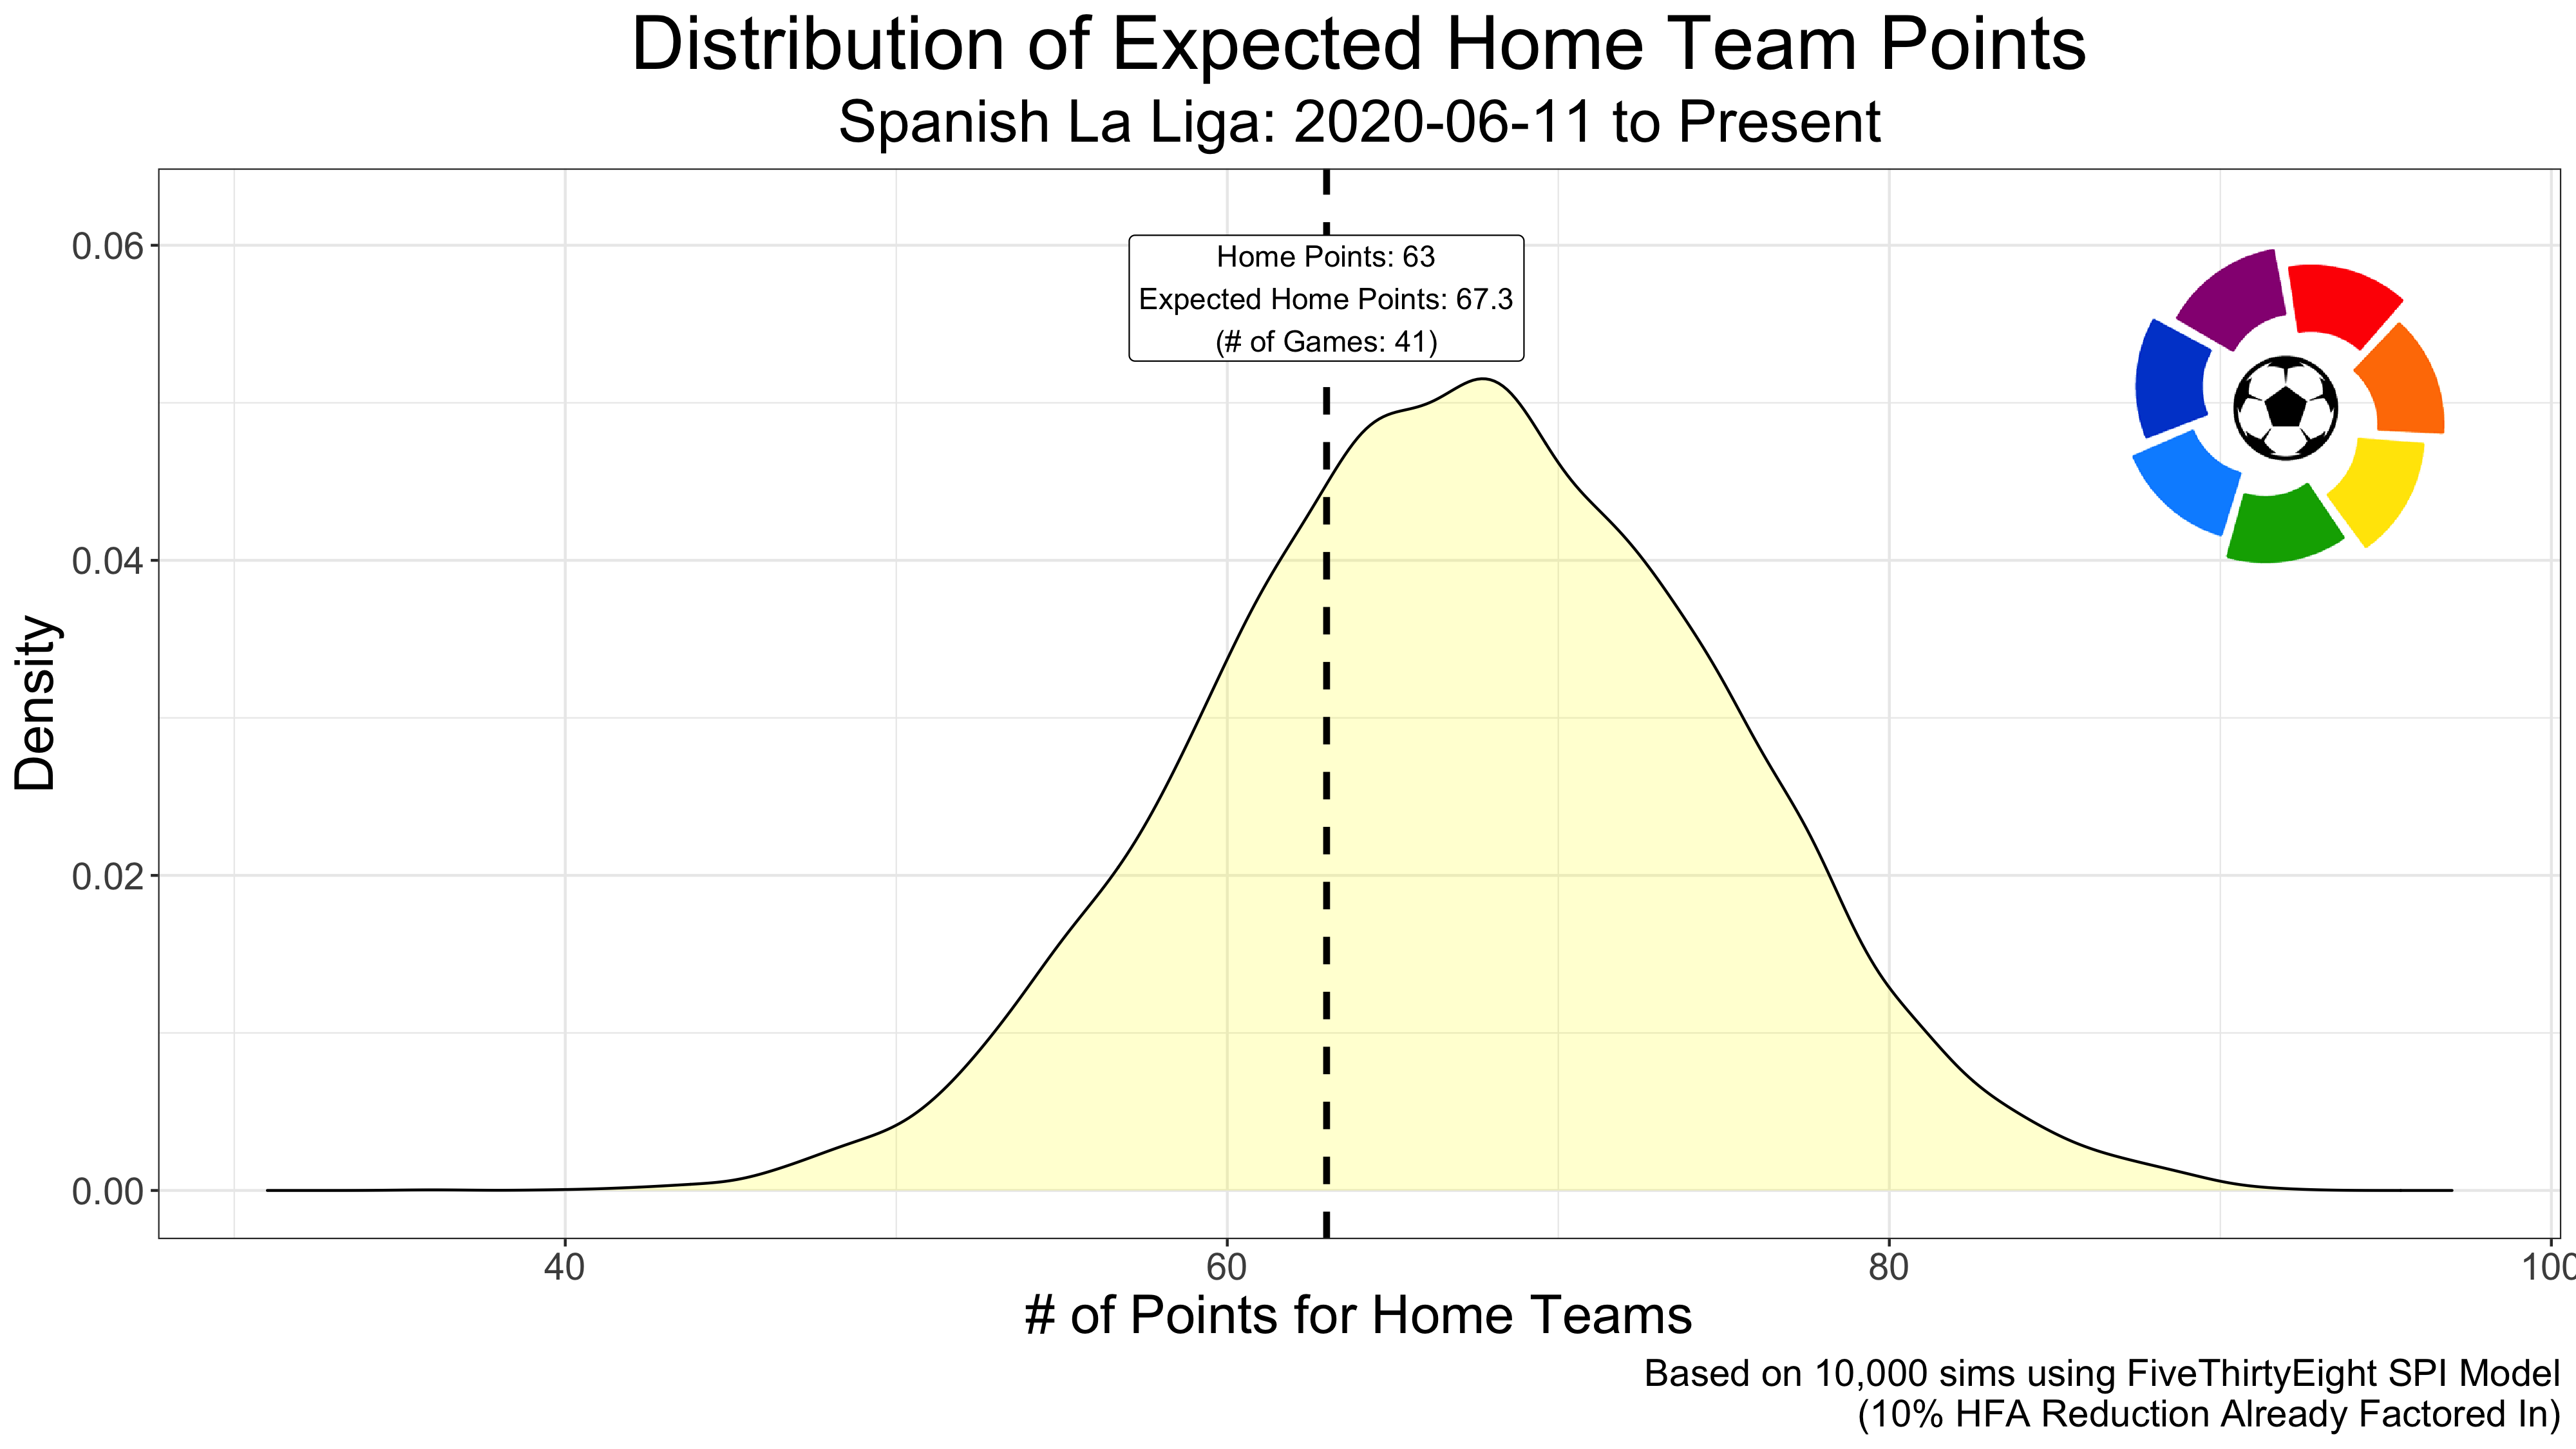 Distribution of Expected Home Team Points
Spanish La Liga: 2020-06-11 to Present
Home Points: 63
Expected Home Points: 67.3
(# of Games: 41)
Density
0.06
0.04
0.02
0.00
40 60 80 100
# of Points for Home Teams
Based on 10,000 sims using FiveThirtyEight SPI Model
(10% HFA Reduction Already Factored In)